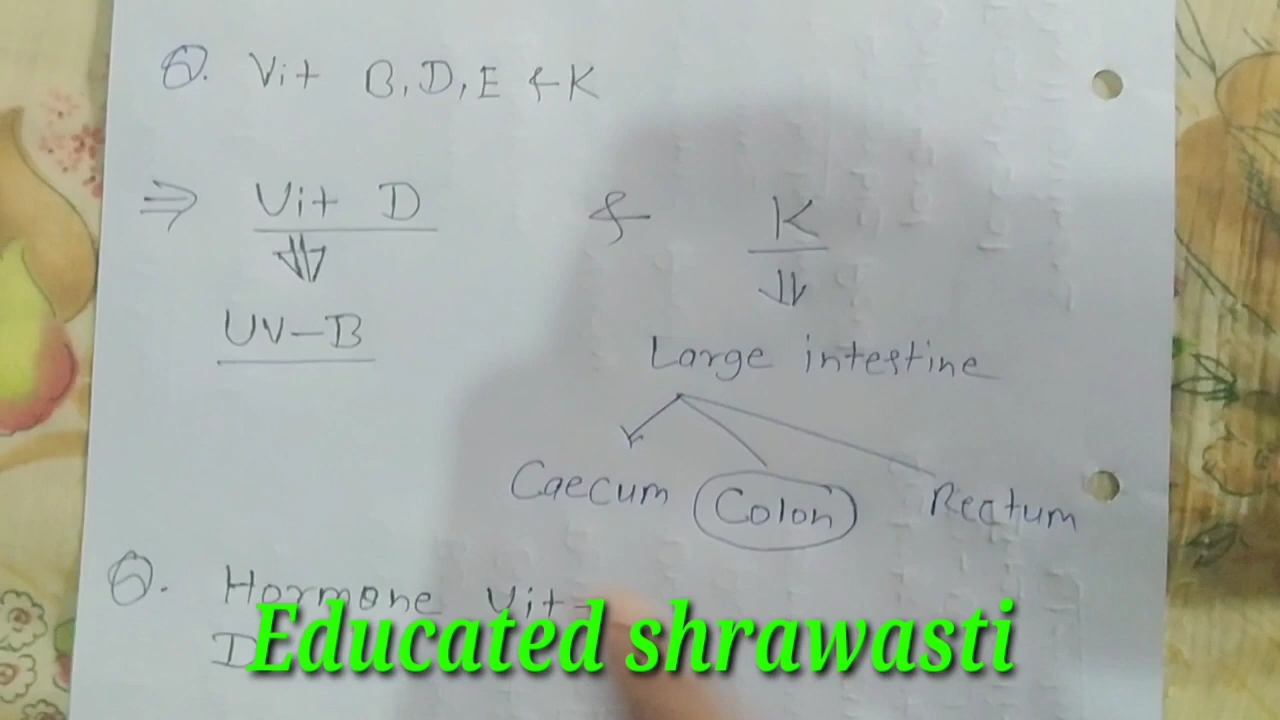 Q. Vit B, D, E & K
⇒ Vit D & K
UV-B
Large intestine
Caecum Colon Rectum
Q. Hormone Vit-
D
Educated shrawasti